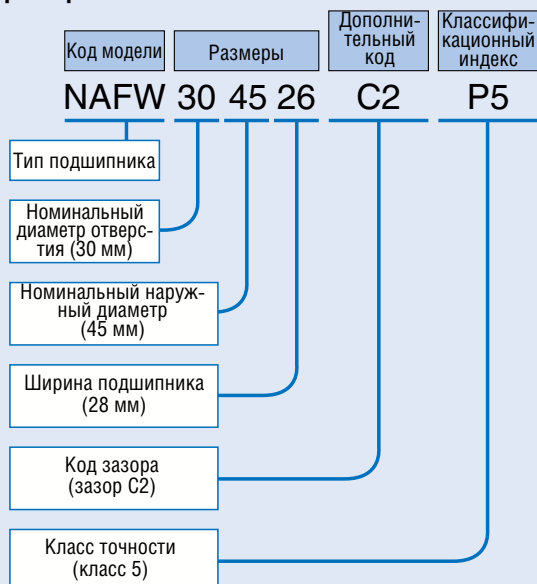 Код модели
Размеры
Дополни-
тельный
код
Классифи-
кационный
индекс
NAFW 30 45 26 C2 P5
Тип подшипника
Номинальный
диаметр отверс-
тия (30 мм)
Номинальный наруж-
ный диаметр
(45 мм)
Ширина подшипника
(28 мм)
Код зазора
(зазор C2)
Класс точности
(класс 5)